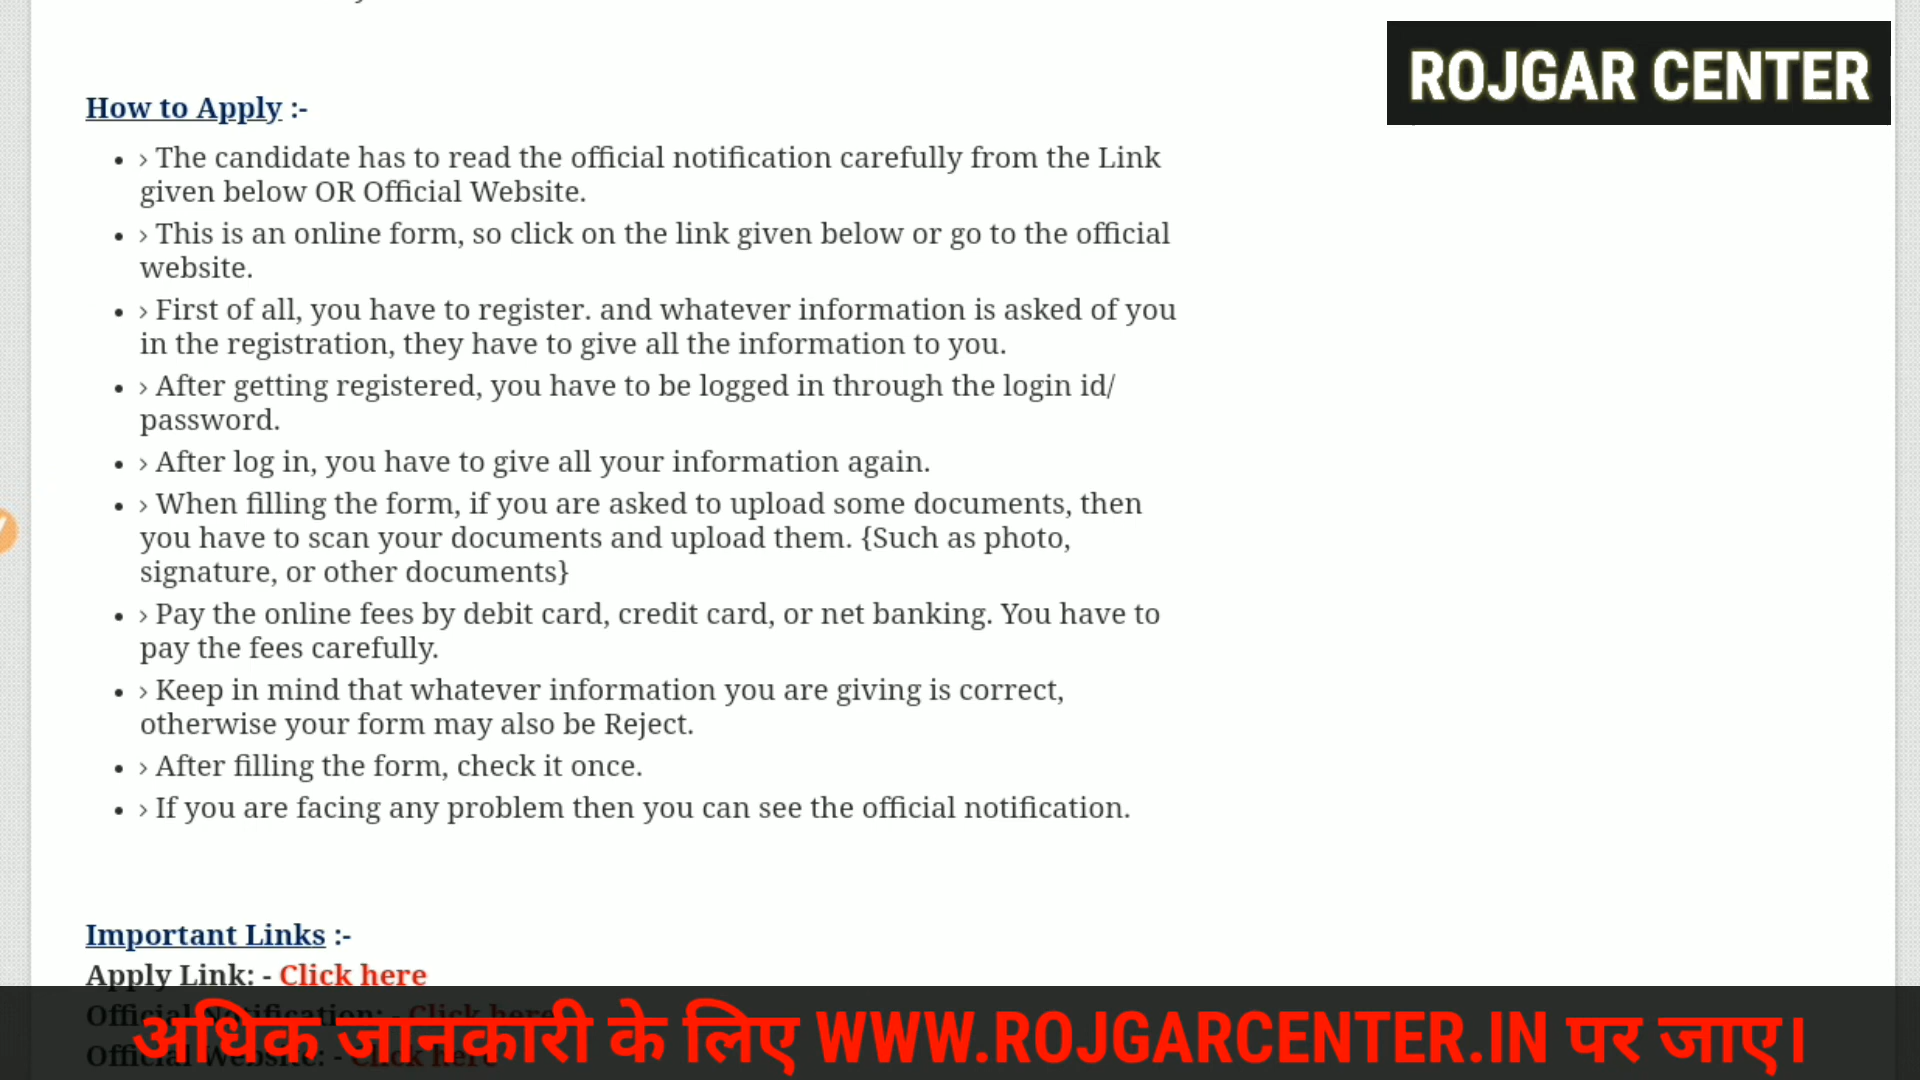 ROJGAR CENTER
How to Apply :-
• › The candidate has to read the official notification carefully from the Link
given below OR Official Website.
• › This is an online form, so click on the link given below or go to the official
website.
• › First of all, you have to register. and whatever information is asked of you
in the registration, they have to give all the information to you.
• › After getting registered, you have to be logged in through the login id/
password.
• › After log in, you have to give all your information again.
• › When filling the form, if you are asked to upload some documents, then
you have to scan your documents and upload them. {Such as photo,
signature, or other documents}
• › Pay the online fees by debit card, credit card, or net banking. You have to
pay the fees carefully.
• › Keep in mind that whatever information you are giving is correct,
otherwise your form may also be Reject.
• › After filling the form, check it once.
• › If you are facing any problem then you can see the official notification.
Important Links :-
Apply Link: - Click here
Official Notification: - Click here
Official Website: - Click here
अधिक जानकारी के लिए WWW.ROJGARCENTER.IN पर जाए।